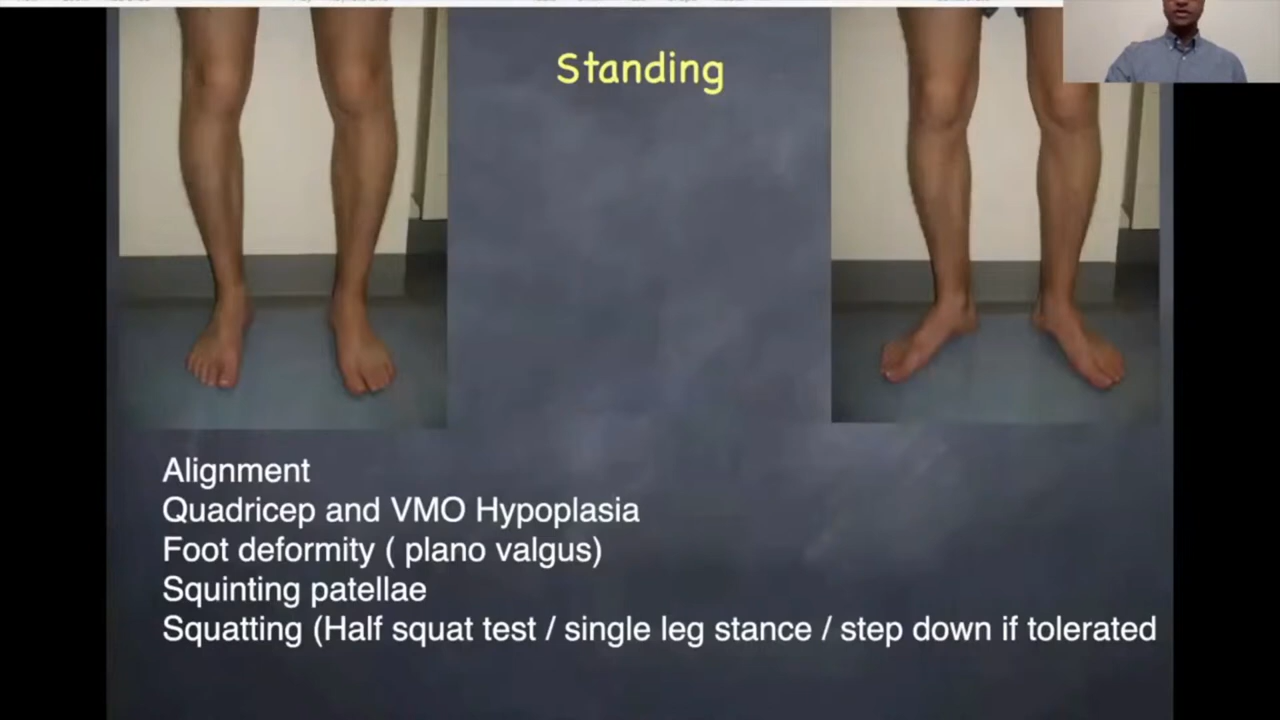 Standing
Alignment
Quadricep and VMO Hypoplasia
Foot deformity ( plano valgus)
Squinting patellae
Squatting (Half squat test / single leg stance / step down if tolerated